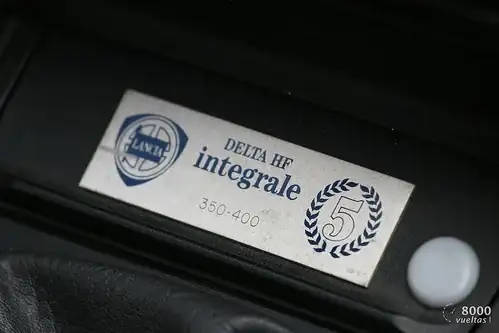 LANCIA
DELTA HF
integrale
350-400
5
8000
vueltas